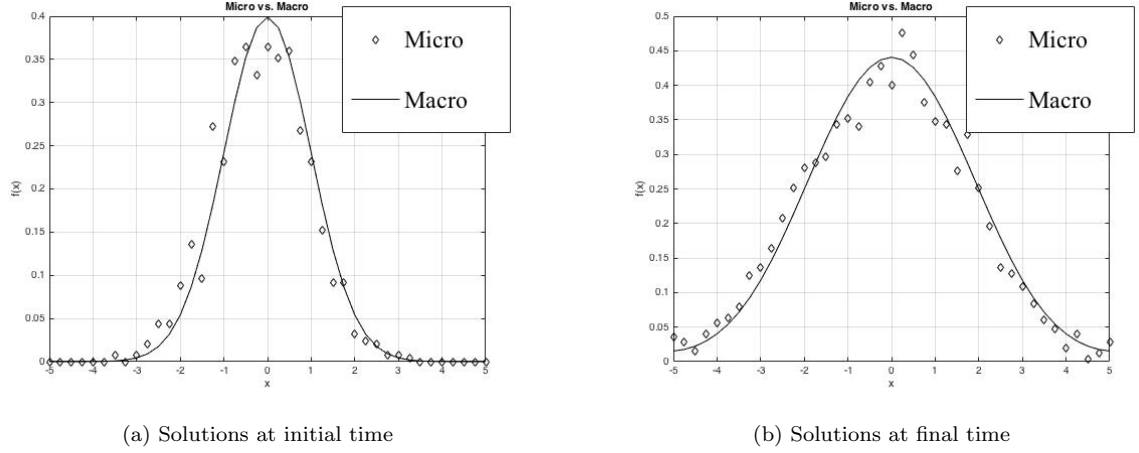 Micro vs. Macro
0.4
0.35
0.3
0.25
0.2
0.15
0.1
0.05
0
f(x)
-5 -4 -3 -2 -1 0 1 2 3 4 5
x
Micro
Macro
(a) Solutions at initial time
Micro vs. Macro
0.5
0.45
0.4
0.35
0.3
0.25
0.2
0.15
0.1
0.05
0
f(x)
-5 -4 -3 -2 -1 0 1 2 3 4 5
x
Micro
Macro
(b) Solutions at final time